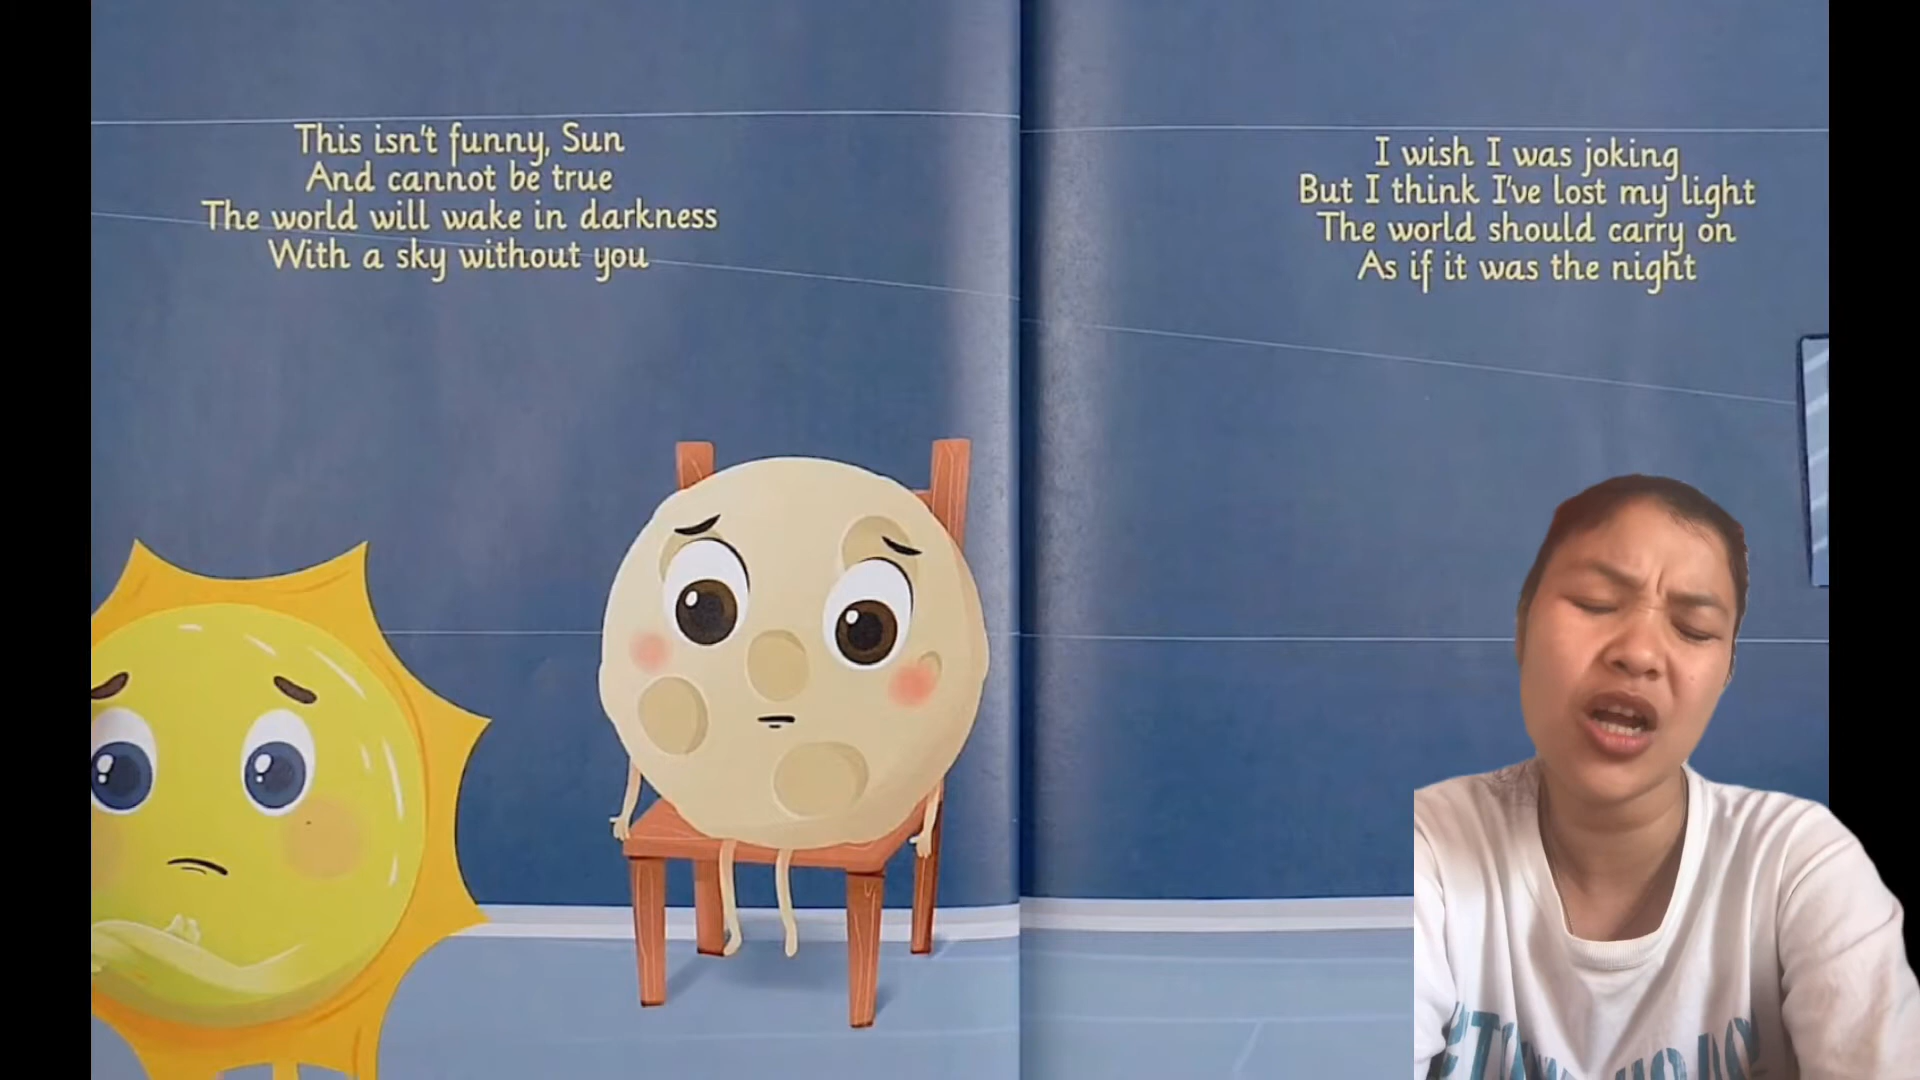 This isn't funny, Sun
And cannot be true
The world will wake in darkness
With a sky without you
I wish I was joking
But I think I've lost my light
The world should carry on
As if it was the night